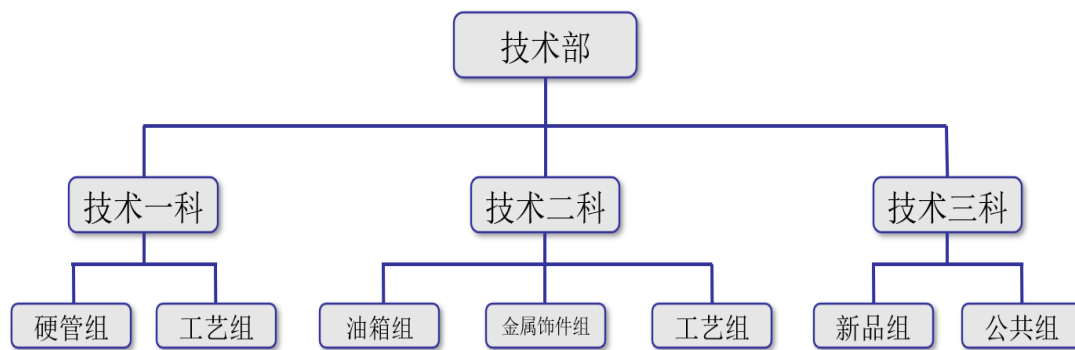 技术部
技术一科
技术二科
技术三科
硬管组
工艺组
油箱组
金属饰件组
工艺组
新品组
公共组